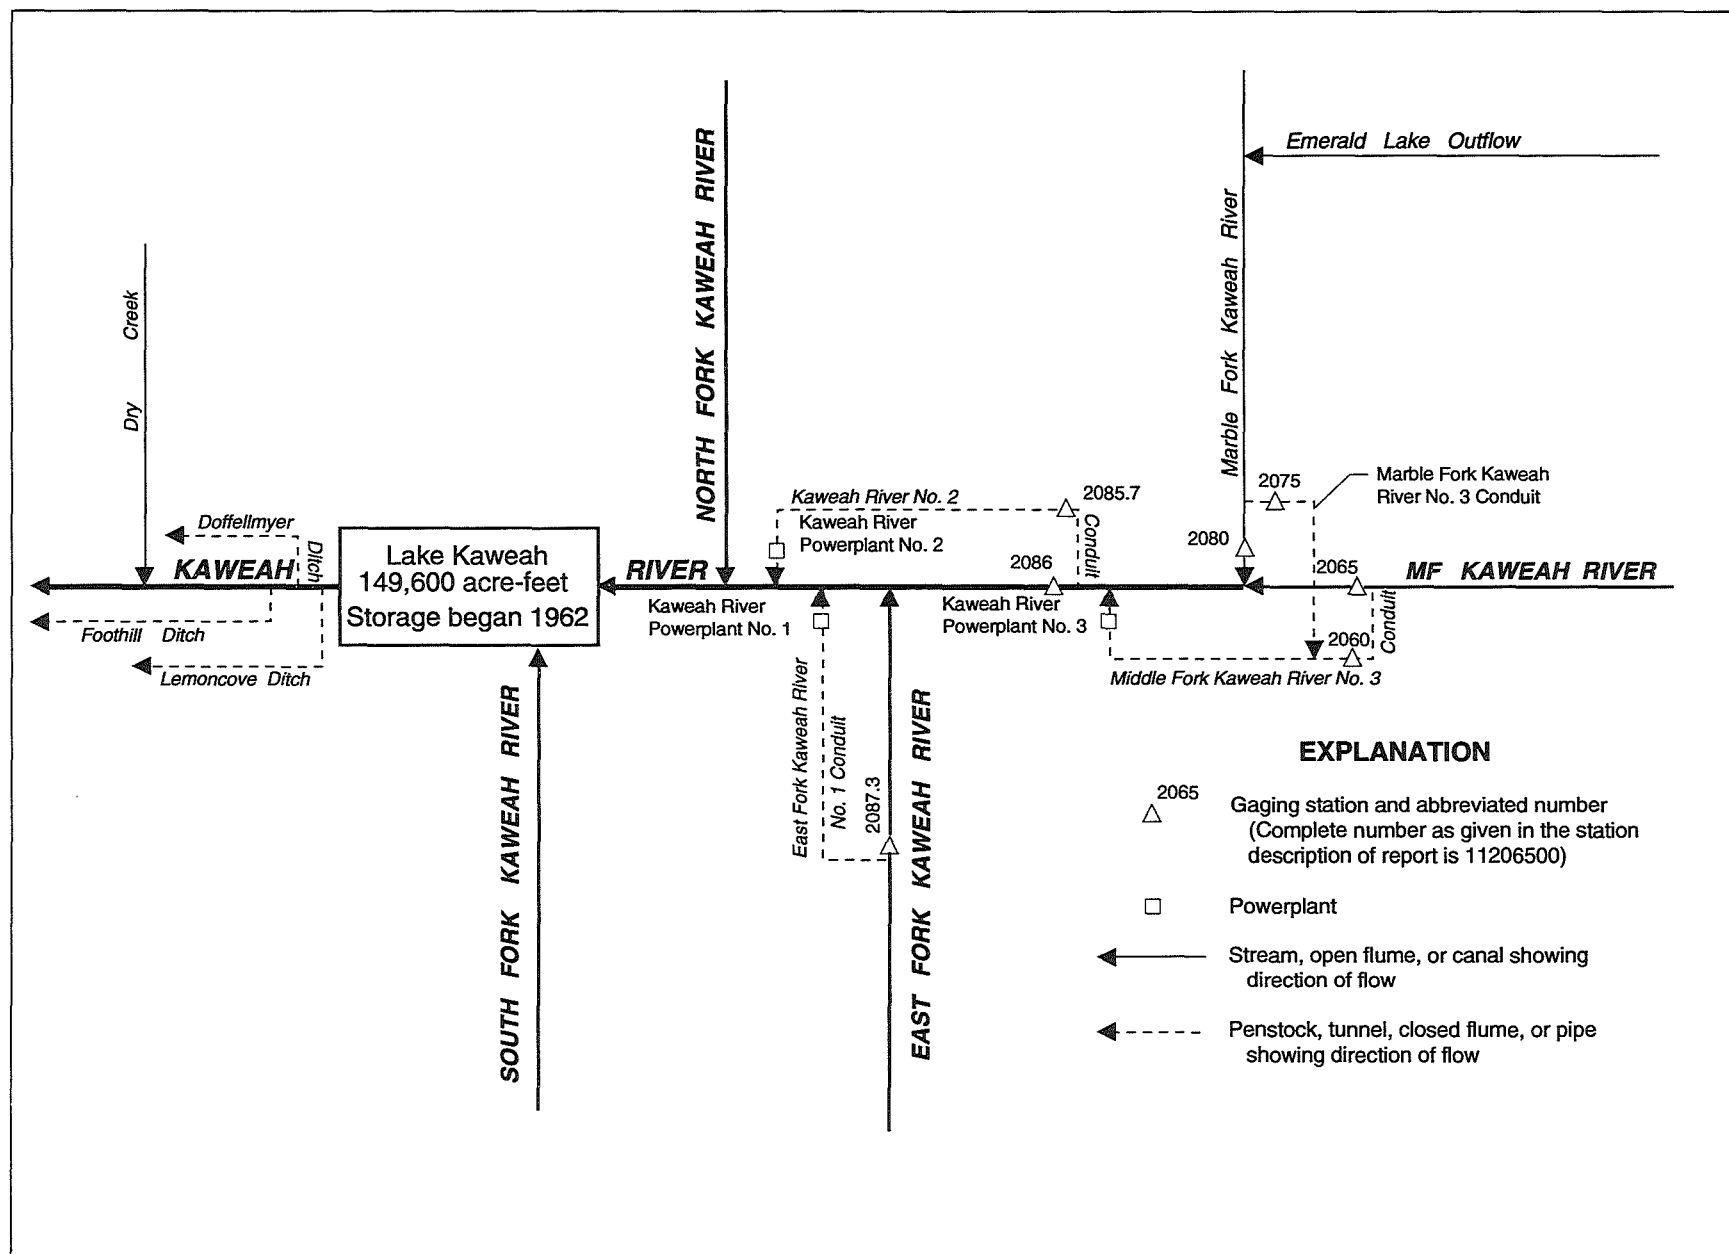 Emerald Lake Outflow
NORTH FORK KAWEAH RIVER
Marble Fork Kaweah River
Dry Creek
2075
Marble Fork Kaweah
River No. 3 Conduit
Kaweah River No. 2
2085.7
Conduit
Kaweah River
Powerplant No. 2
Doffellmyer
Ditch
2080
2086
2065
KAWEAH
Lake Kaweah
149,600 acre-feet
Storage began 1962
RIVER
MF KAWEAH RIVER
Kaweah River
Powerplant No. 1
Kaweah River
Powerplant No. 3
2060
Conduit
Foothill Ditch
Lemoncove Ditch
Middle Fork Kaweah River No. 3
SOUTH FORK KAWEAH RIVER
East Fork Kaweah River
No. 1 Conduit
2087.3
EAST FORK KAWEAH RIVER
EXPLANATION
2065
Gaging station and abbreviated number
(Complete number as given in the station
description of report is 11206500)
Powerplant
Stream, open flume, or canal showing
direction of flow
Penstock, tunnel, closed flume, or pipe
showing direction of flow